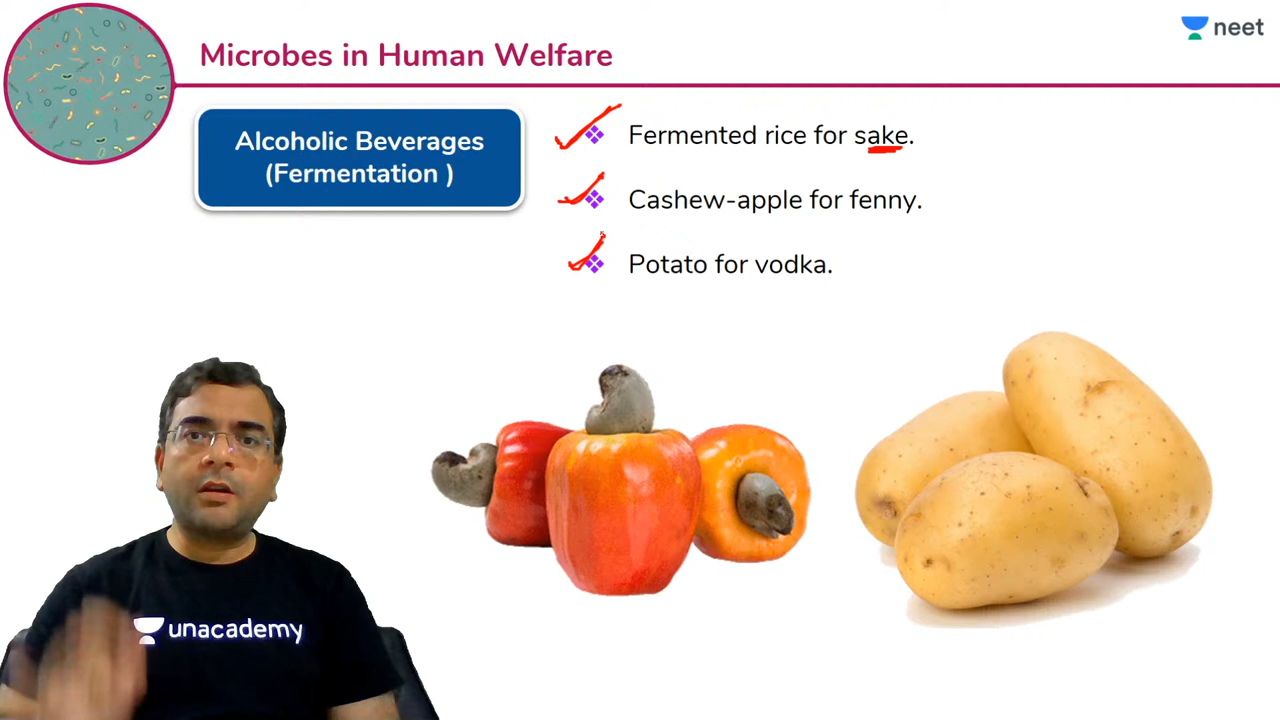 neet
Microbes in Human Welfare
Alcoholic Beverages
(Fermentation )
Fermented rice for sake.
Cashew-apple for fenny.
Potato for vodka.
unacademy